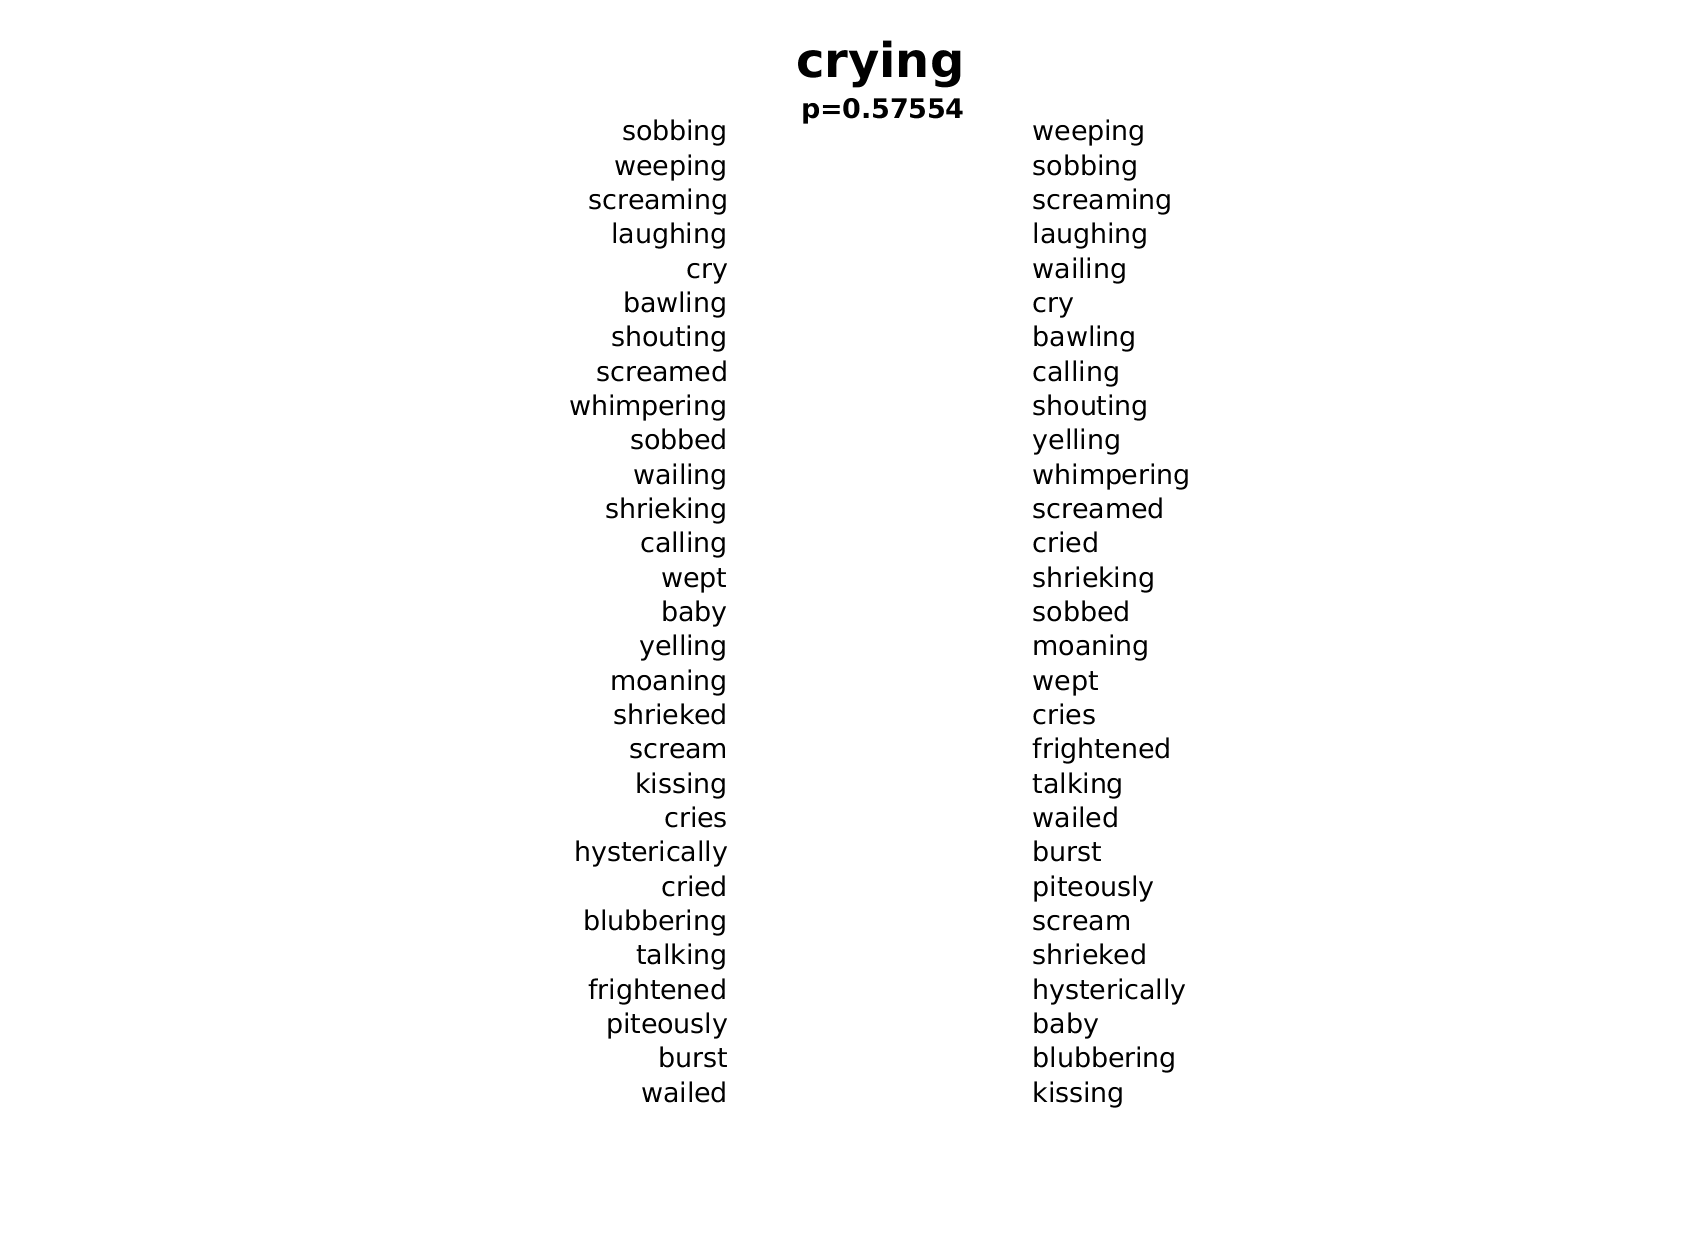 crying
p=0.57554
sobbing weeping
weeping sobbing
screaming screaming
laughing laughing
cry wailing
bawling cry
shouting bawling
screamed calling
whimpering shouting
sobbed yelling
wailing whimpering
shrieking screamed
calling cried
wept shrieking
baby sobbed
yelling moaning
moaning wept
shrieked cries
scream frightened
kissing talking
cries wailed
hysterically burst
cried piteously
blubbering scream
talking shrieked
frightened hysterically
piteously baby
burst blubbering
wailed kissing